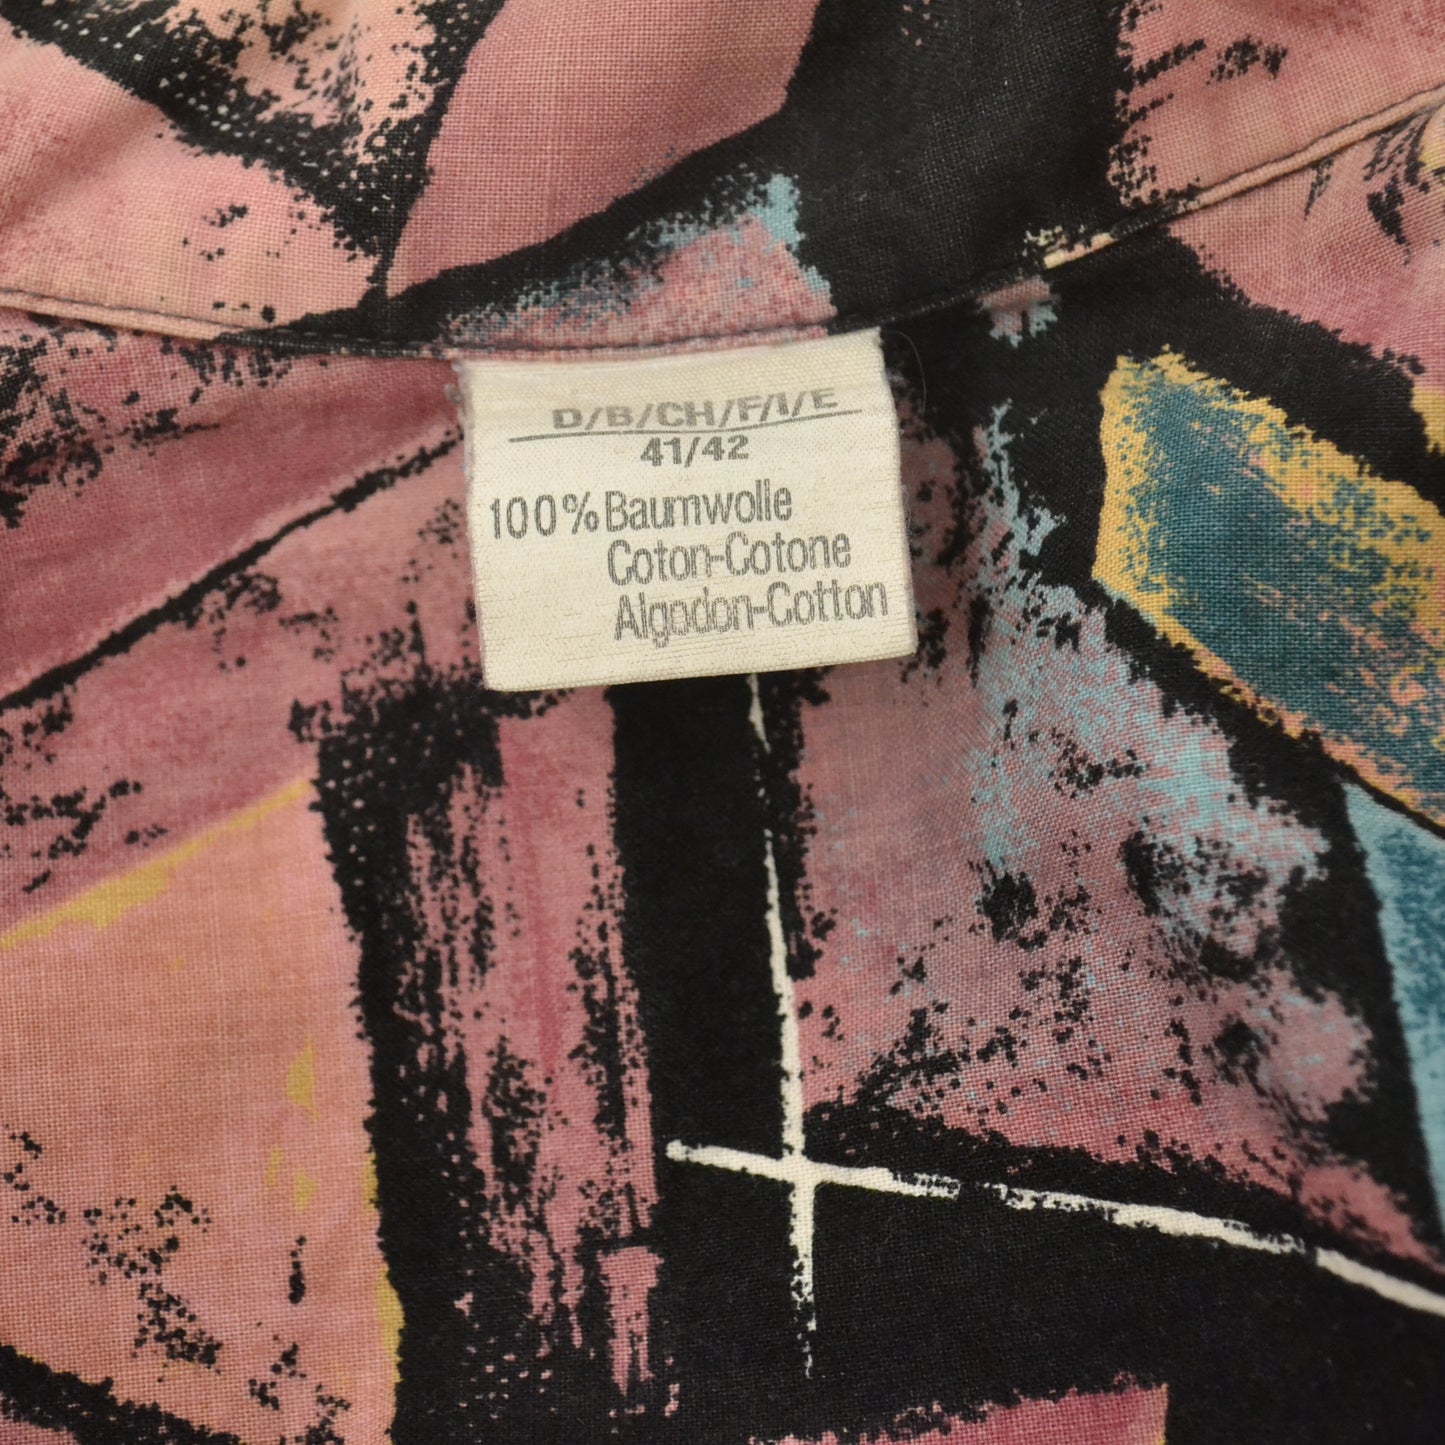 D/B/CH/F/I/E
41/42
100% Baumwolle
Coton-Cotone
Algodon-Cotton